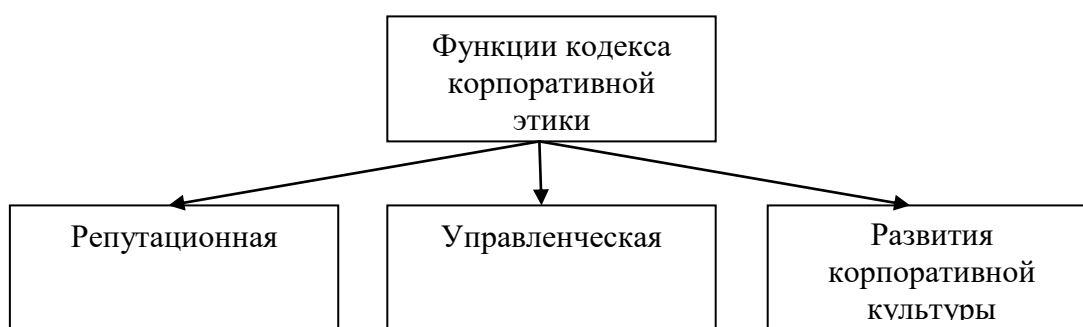 Функции кодекса
корпоративной
этики
Репутационная
Управленческая
Развития
корпоративной
культуры